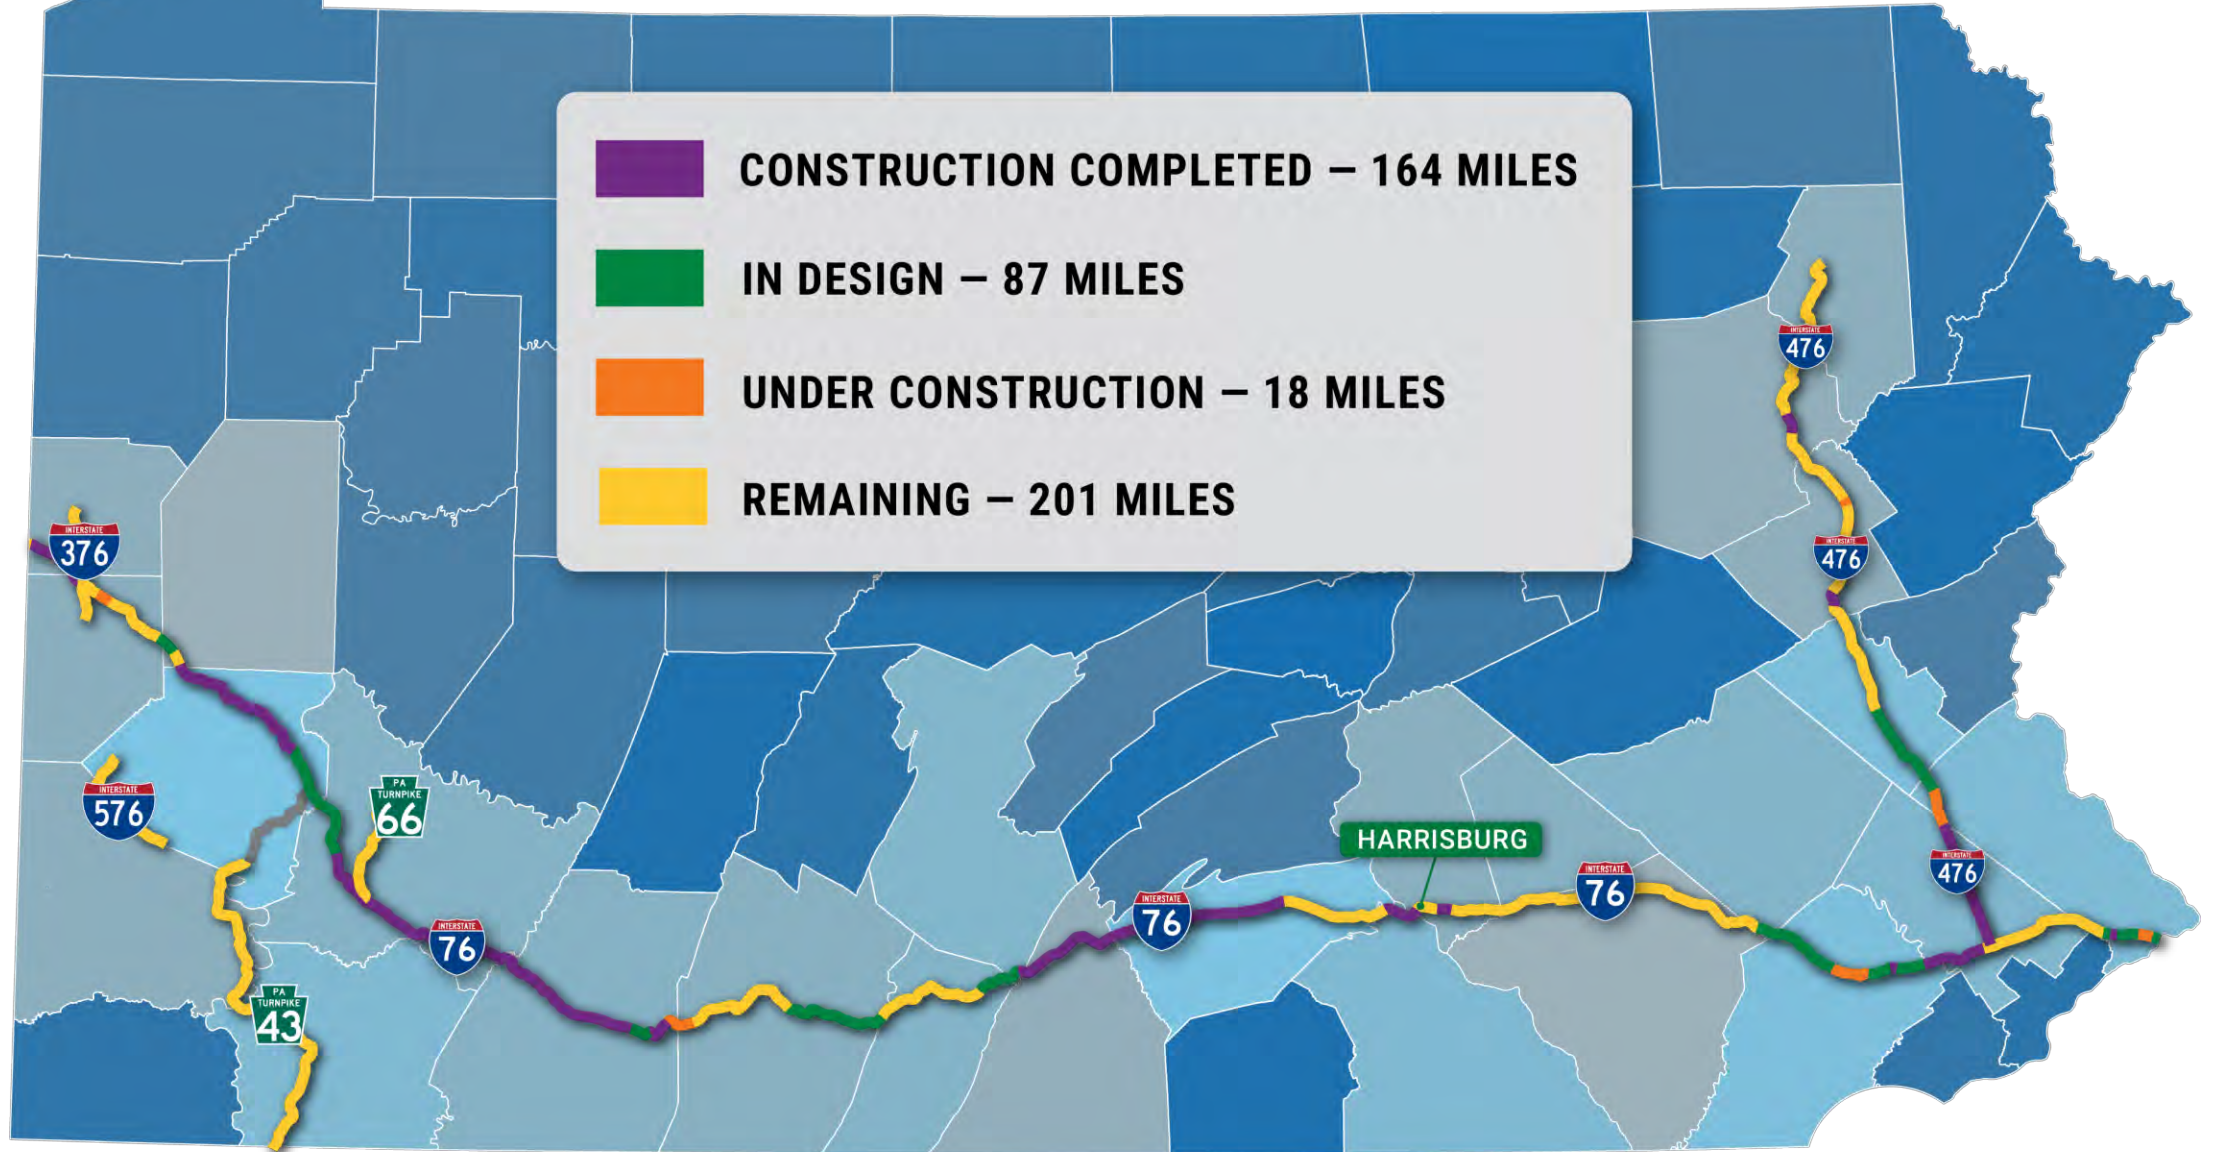 CONSTRUCTION COMPLETED – 164 MILES
IN DESIGN – 87 MILES
UNDER CONSTRUCTION – 18 MILES
REMAINING – 201 MILES
INTERSTATE
476
INTERSTATE
376
INTERSTATE
476
INTERSTATE
576
PA
TURNPIKE
66
HARRISBURG
INTERSTATE
76
INTERSTATE
476
INTERSTATE
76
INTERSTATE
76
PA
TURNPIKE
43